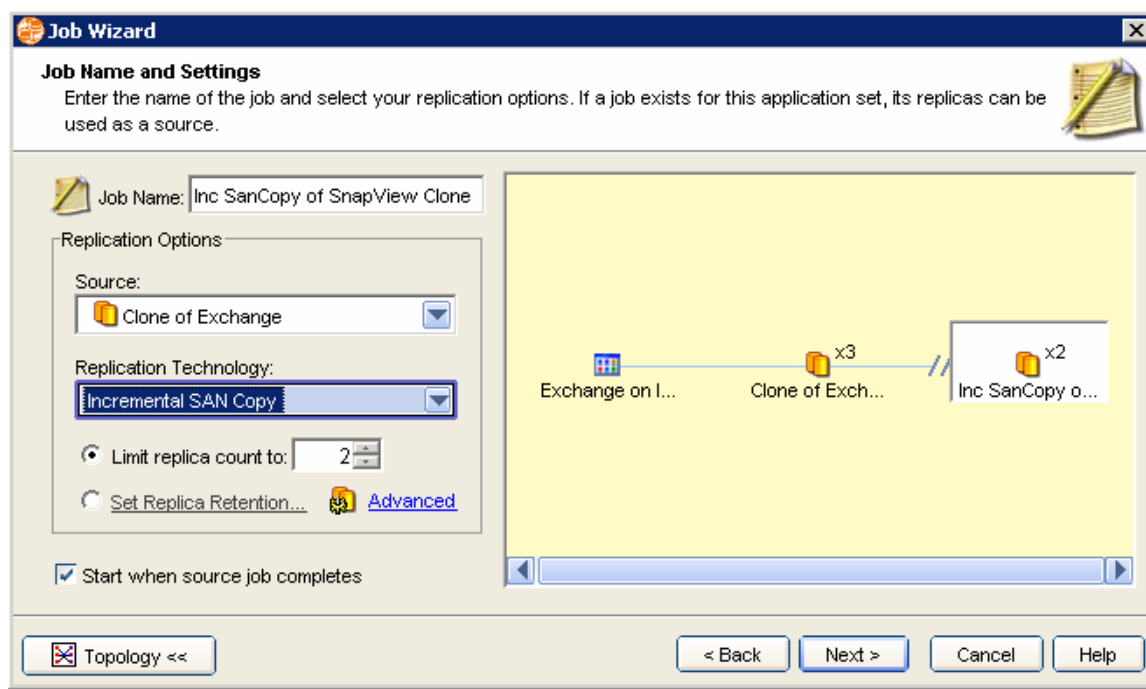 Job Wizard
Job Name and Settings
Enter the name of the job and select your replication options. If a job exists for this application set, its replicas can be
used as a source.
Job Name: Inc SanCopy of SnapView Clone
Replication Options
Source:
Clone of Exchange
Replication Technology:
Incremental SAN Copy
Limit replica count to: 2
Set Replica Retention... Advanced
Start when source job completes
x3
x2
Exchange on I...
Clone of Exch...
Inc SanCopy o...
Topology <<
< Back
Next >
Cancel
Help